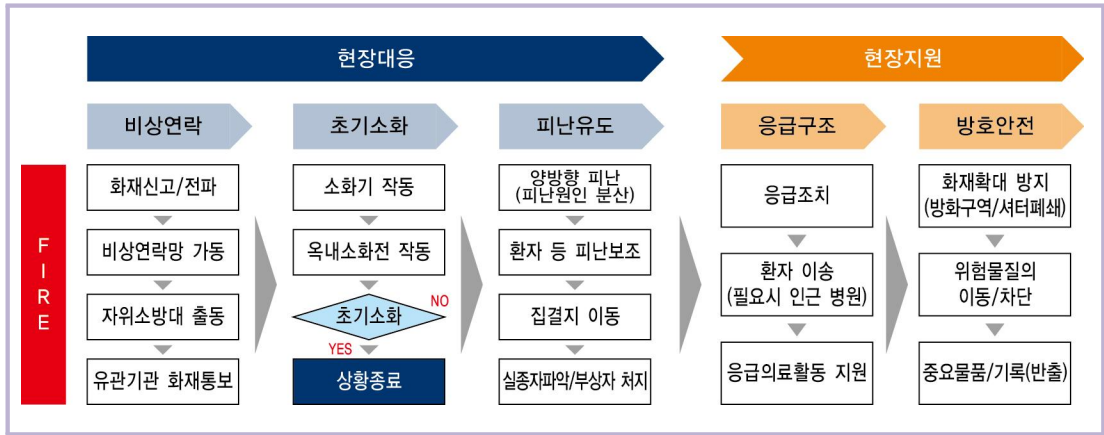 현장대응
현장지원
비상연락
초기소화
피난유도
응급구조
방호안전
FIRE
화재신고/전파
비상연락망 가동
자위소방대 출동
유관기관 화재통보
소화기 작동
옥내소화전 작동
초기소화
NO
YES
상황종료
양방향 피난
(피난원인 분산)
환자 등 피난보조
집결지 이동
실종자파악/부상자 처지
응급조치
환자 이송
(필요시 인근 병원)
응급의료활동 지원
화재확대 방지
(방화구역/셔터폐쇄)
위험물질의
이동/차단
중요물품/기록(반출)